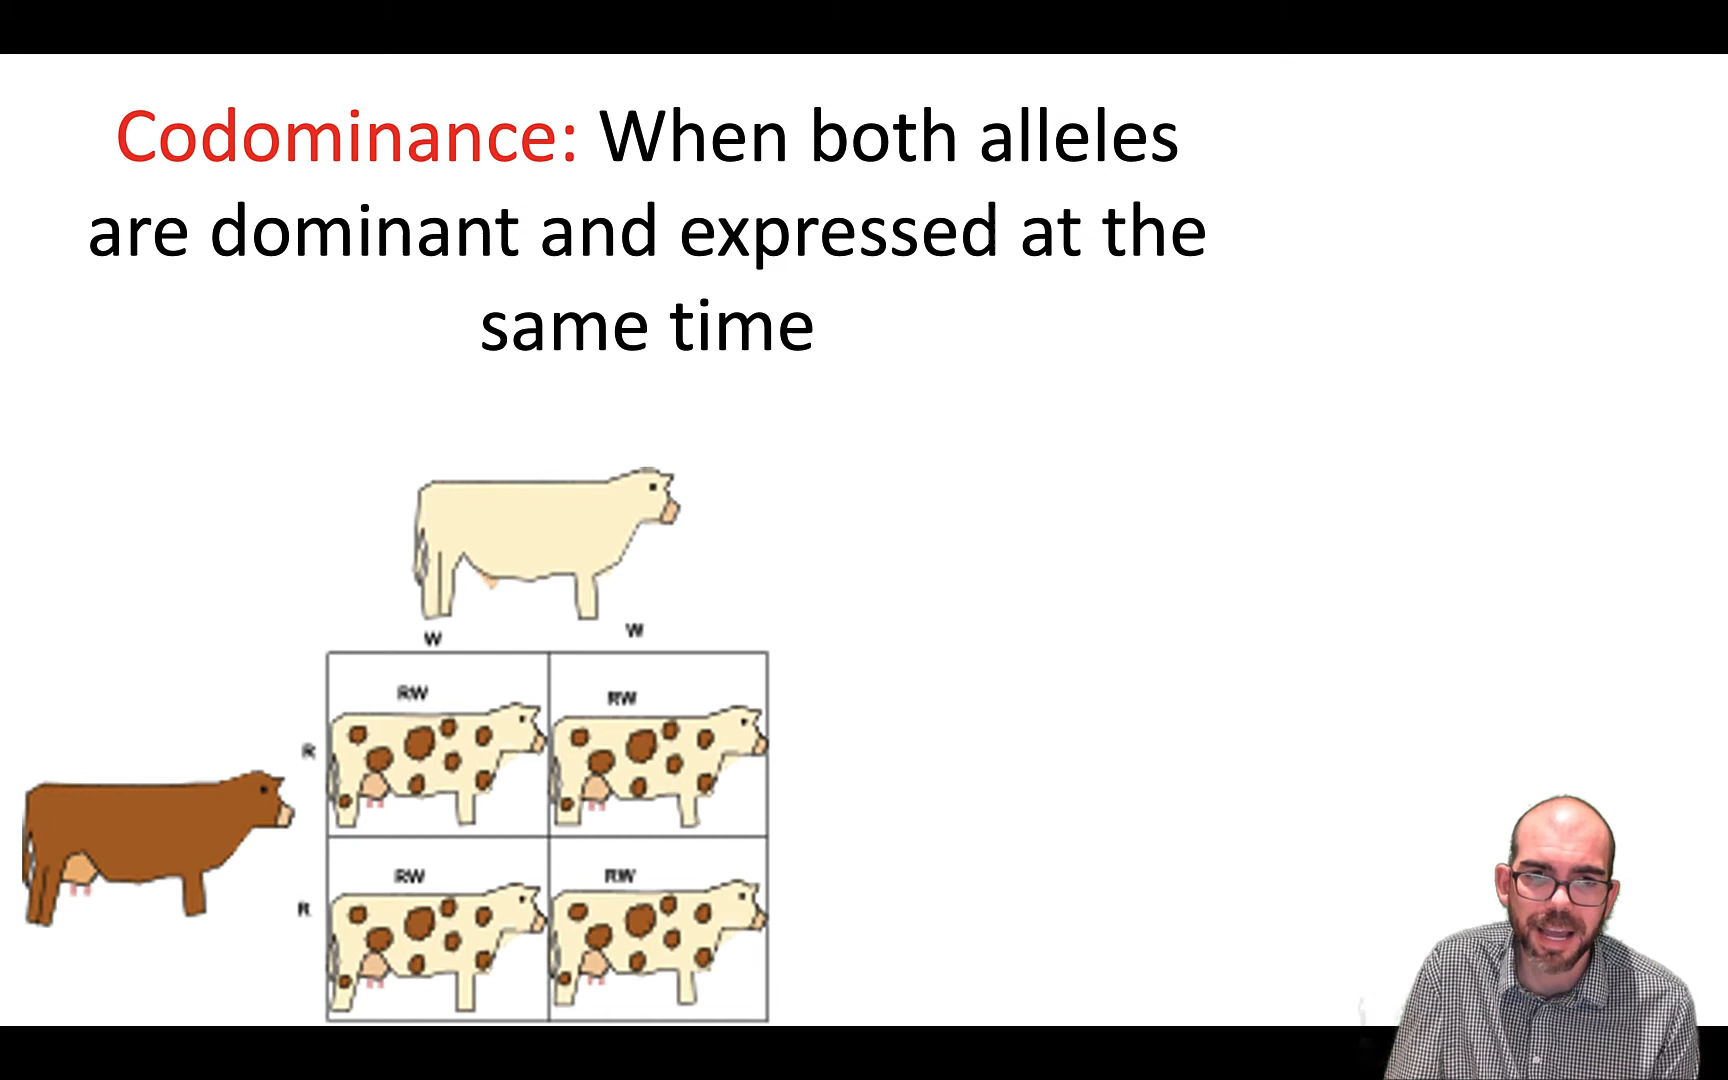 Codominance: When both alleles
are dominant and expressed at the
same time
W W
RW RW
R
RW RW
R